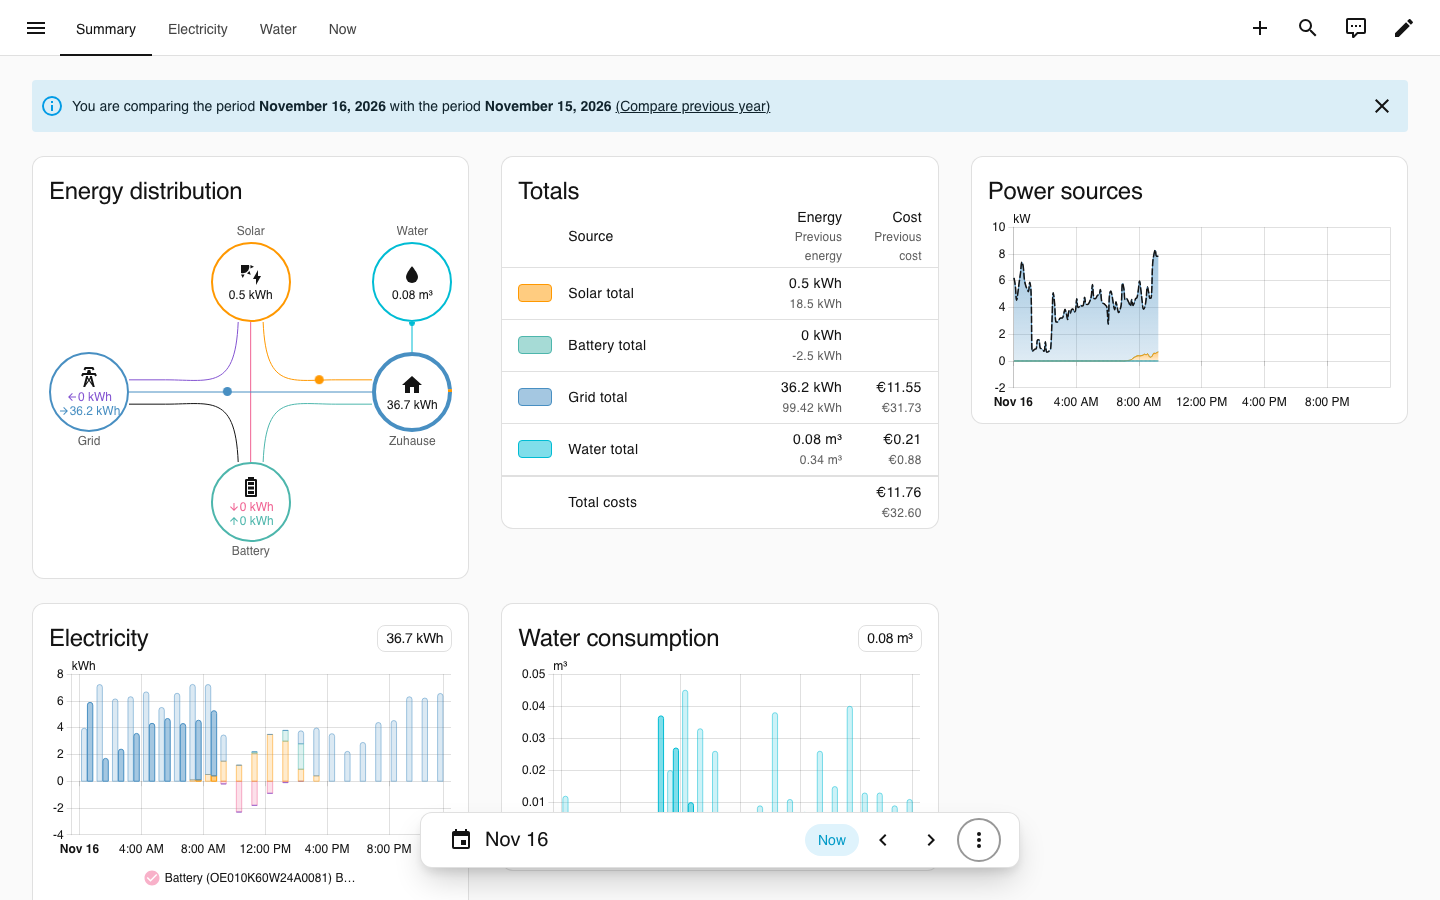 Summary Electricity Water Now
You are comparing the period November 16, 2026 with the period November 15, 2026 (Compare previous year)
Energy distribution
Solar
Water
0.5 kWh
0.08 m³
←0 kWh
→36.2 kWh
Grid
36.7 kWh
Zuhause
↓0 kWh
↑0 kWh
Battery
Totals
Source
Energy
Previous
energy
Cost
Previous
cost
Solar total 0.5 kWh
18.5 kWh
Battery total 0 kWh
-2.5 kWh
Grid total 36.2 kWh €11.55
99.42 kWh €31.73
Water total 0.08 m³ €0.21
0.34 m³ €0.88
Total costs €11.76
€32.60
Power sources
kW
10
8
6
4
2
0
-2
Nov 16 4:00 AM 8:00 AM 12:00 PM 4:00 PM 8:00 PM
Electricity 36.7 kWh
kWh
8
6
4
2
0
-2
-4
Nov 16 4:00 AM 8:00 AM 12:00 PM 4:00 PM 8:00 PM
Battery (OE010K60W24A0081) B…
Water consumption 0.08 m³
m³
0.05
0.04
0.03
0.02
0.01
Nov 16 Now